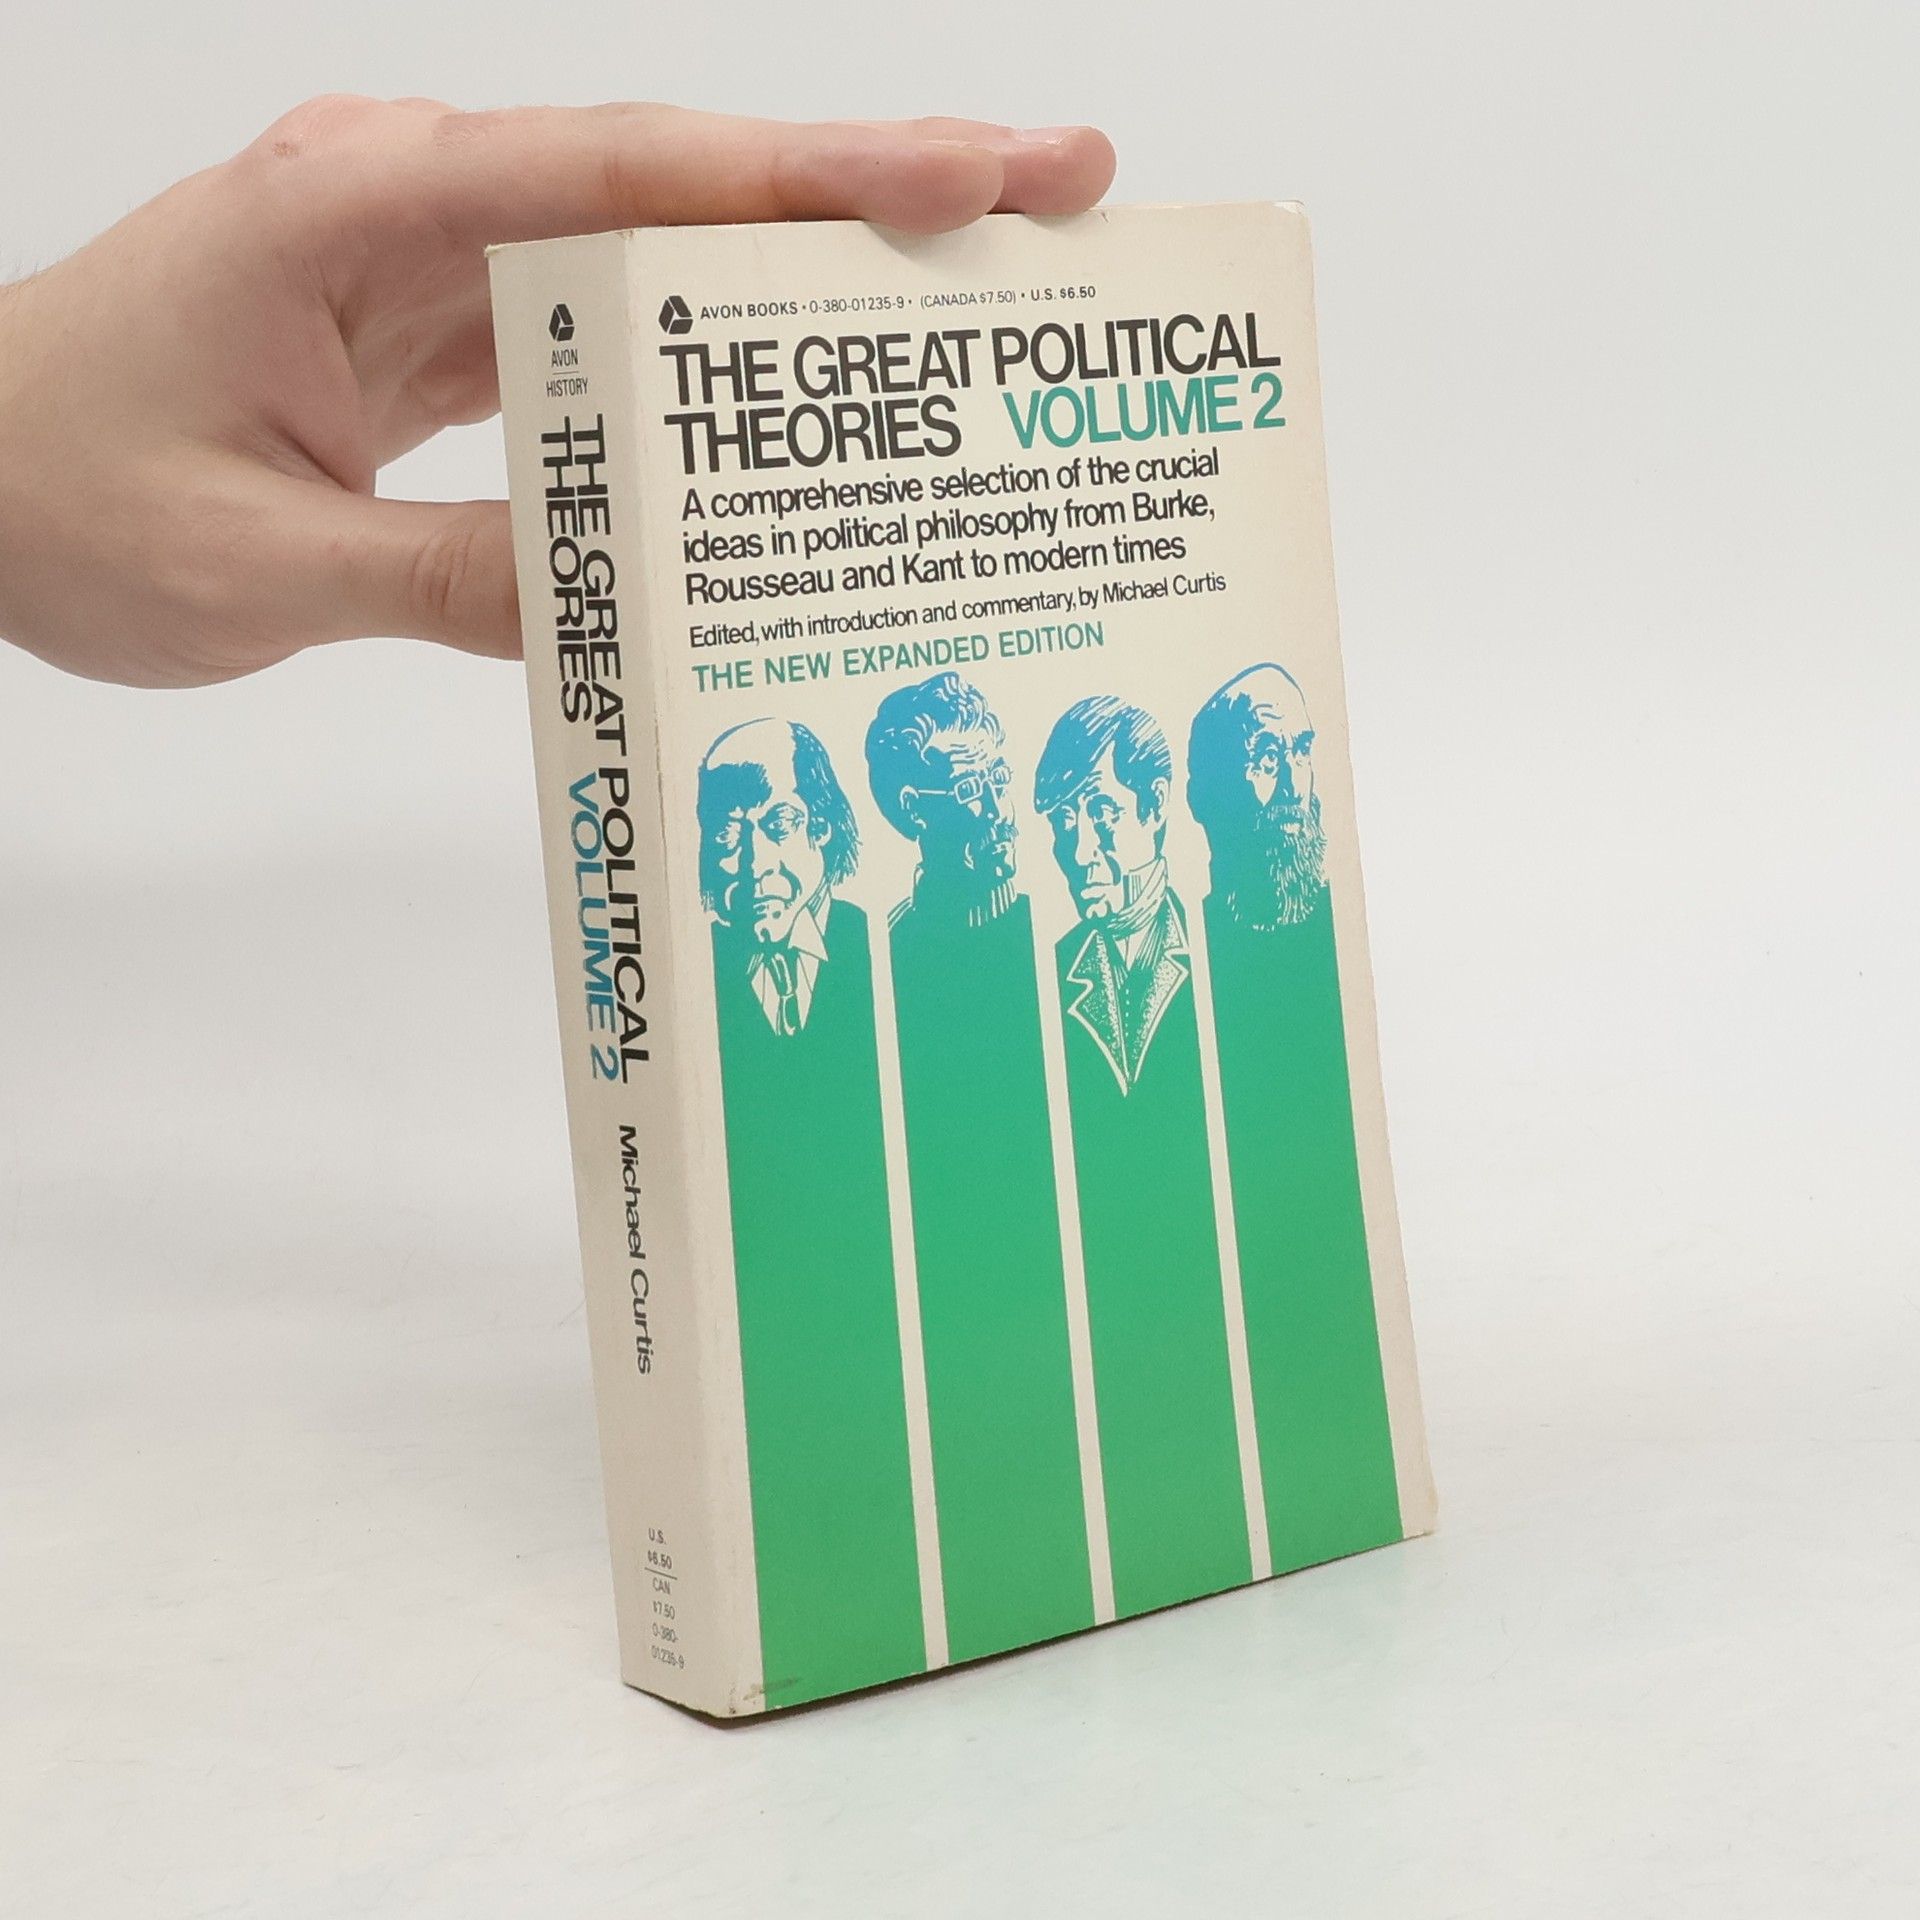 AVON BOOKS • 0-380-01235-9 • (CANADA $7.50) • U.S. $6.50
THE GREAT POLITICAL
THEORIES VOLUME 2
A comprehensive selection of the crucial
ideas in political philosophy from Burke,
Rousseau and Kant to modern times
Edited, with introduction and commentary, by Michael Curtis
THE NEW EXPANDED EDITION
AVON
HISTORY
THE GREAT POLITICAL
THEORIES VOLUME 2
Michael Curtis
U.S.
$6.50
CAN
$7.50
0-380-
01235-9